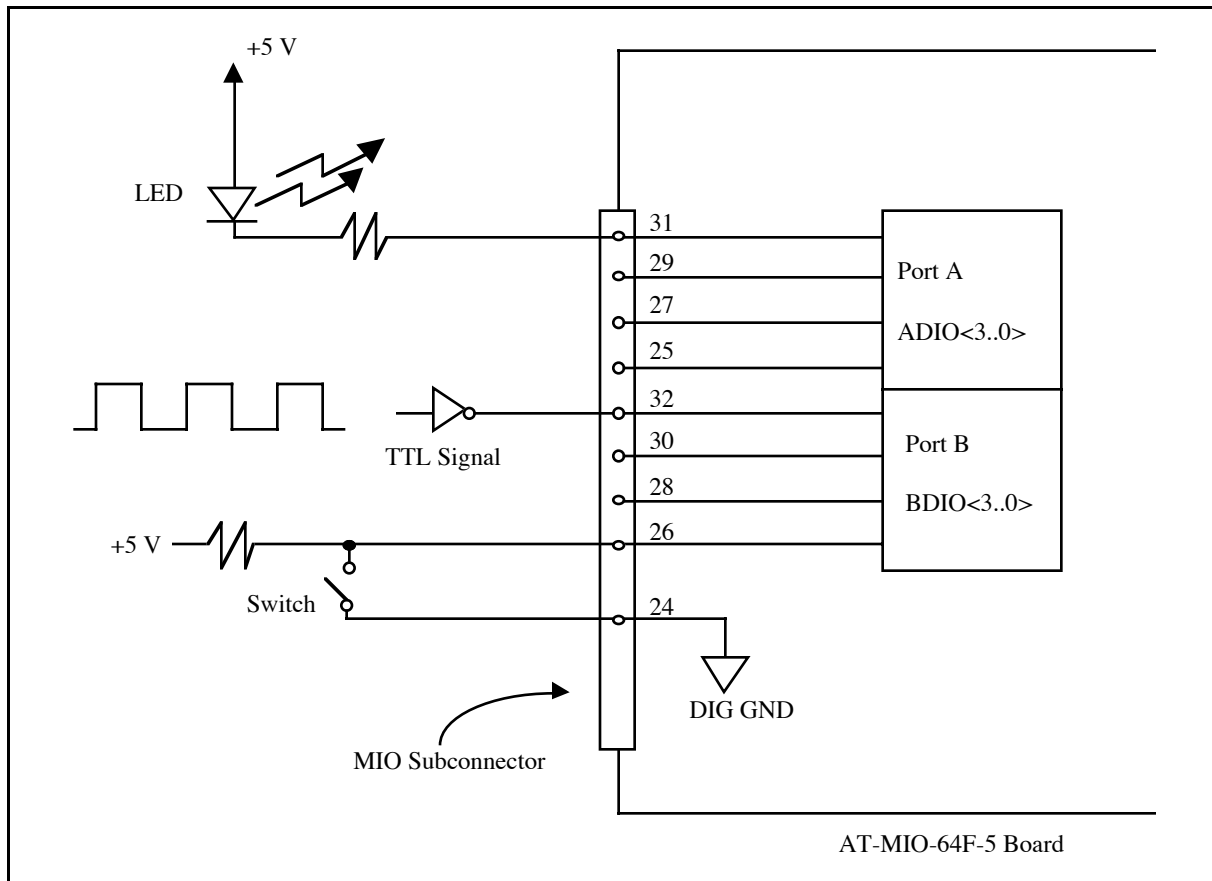 +5 V
LED
31
29
Port A
27
ADIO<3..0>
25
32
TTL Signal
30
Port B
28
BDIO<3..0>
+5 V
26
Switch
24
DIG GND
MIO Subconnector
AT-MIO-64F-5 Board